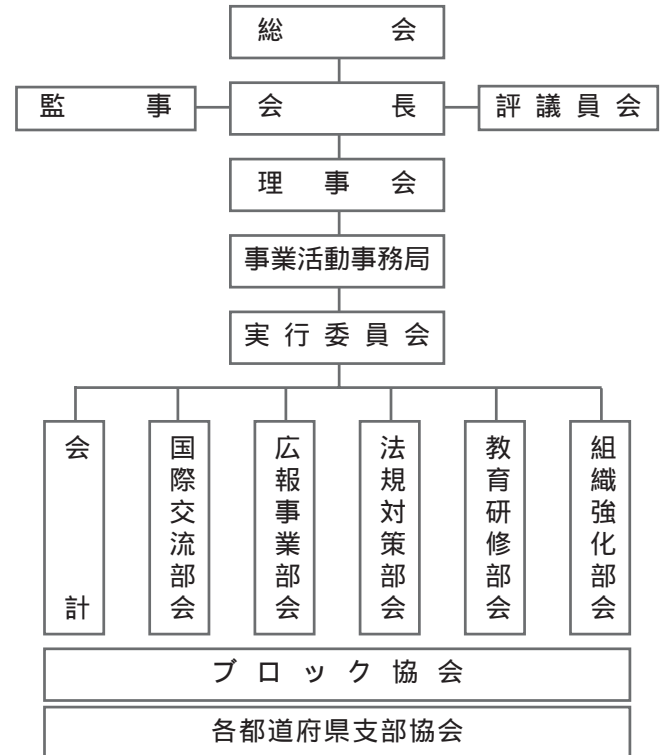 総会
監事
会長
評議員会
理事会
事業活動事務局
実行委員会
会計
国際交流部会
広報事業部会
法規対策部会
教育研修部会
組織強化部会
ブロック協会
各都道府県支部協会